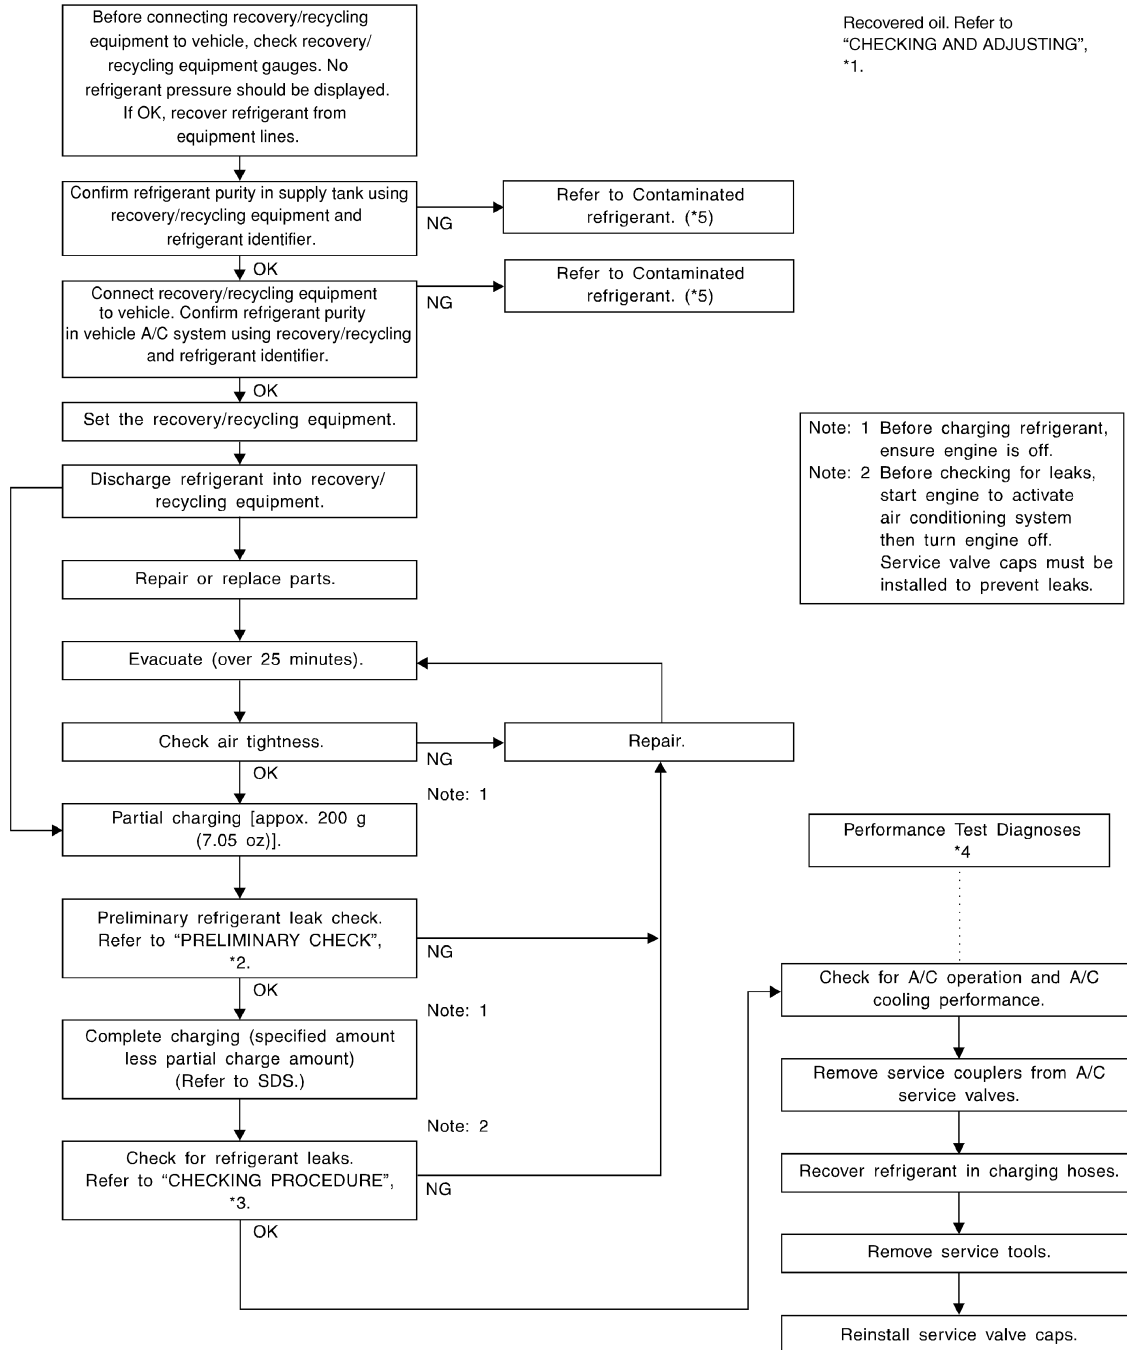 Before connecting recovery/recycling
equipment to vehicle, check recovery/
recycling equipment gauges. No
refrigerant pressure should be displayed.
If OK, recover refrigerant from
equipment lines.
Recovered oil. Refer to
“CHECKING AND ADJUSTING”,
*1.
Confirm refrigerant purity in supply tank using
recovery/recycling equipment and
refrigerant identifier.
NG
Refer to Contaminated
refrigerant. (*5)
OK
Connect recovery/recycling equipment
to vehicle. Confirm refrigerant purity
in vehicle A/C system using recovery/recycling
and refrigerant identifier.
NG
Refer to Contaminated
refrigerant. (*5)
OK
Set the recovery/recycling equipment.
Note: 1 Before charging refrigerant,
ensure engine is off.
Note: 2 Before checking for leaks,
start engine to activate
air conditioning system
then turn engine off.
Service valve caps must be
installed to prevent leaks.
Discharge refrigerant into recovery/
recycling equipment.
Repair or replace parts.
Evacuate (over 25 minutes).
Check air tightness.
NG
Repair.
OK
Note: 1
Partial charging [appox. 200 g
(7.05 oz)].
Preliminary refrigerant leak check.
Refer to “PRELIMINARY CHECK”,
*2.
NG
OK
Note: 1
Complete charging (specified amount
less partial charge amount)
(Refer to SDS.)
Note: 2
Check for refrigerant leaks.
Refer to “CHECKING PROCEDURE”,
*3.
NG
OK
Performance Test Diagnoses
*4
Check for A/C operation and A/C
cooling performance.
Remove service couplers from A/C
service valves.
Recover refrigerant in charging hoses.
Remove service tools.
Reinstall service valve caps.